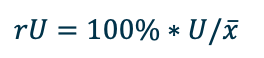 rU = 100% * U/x̄